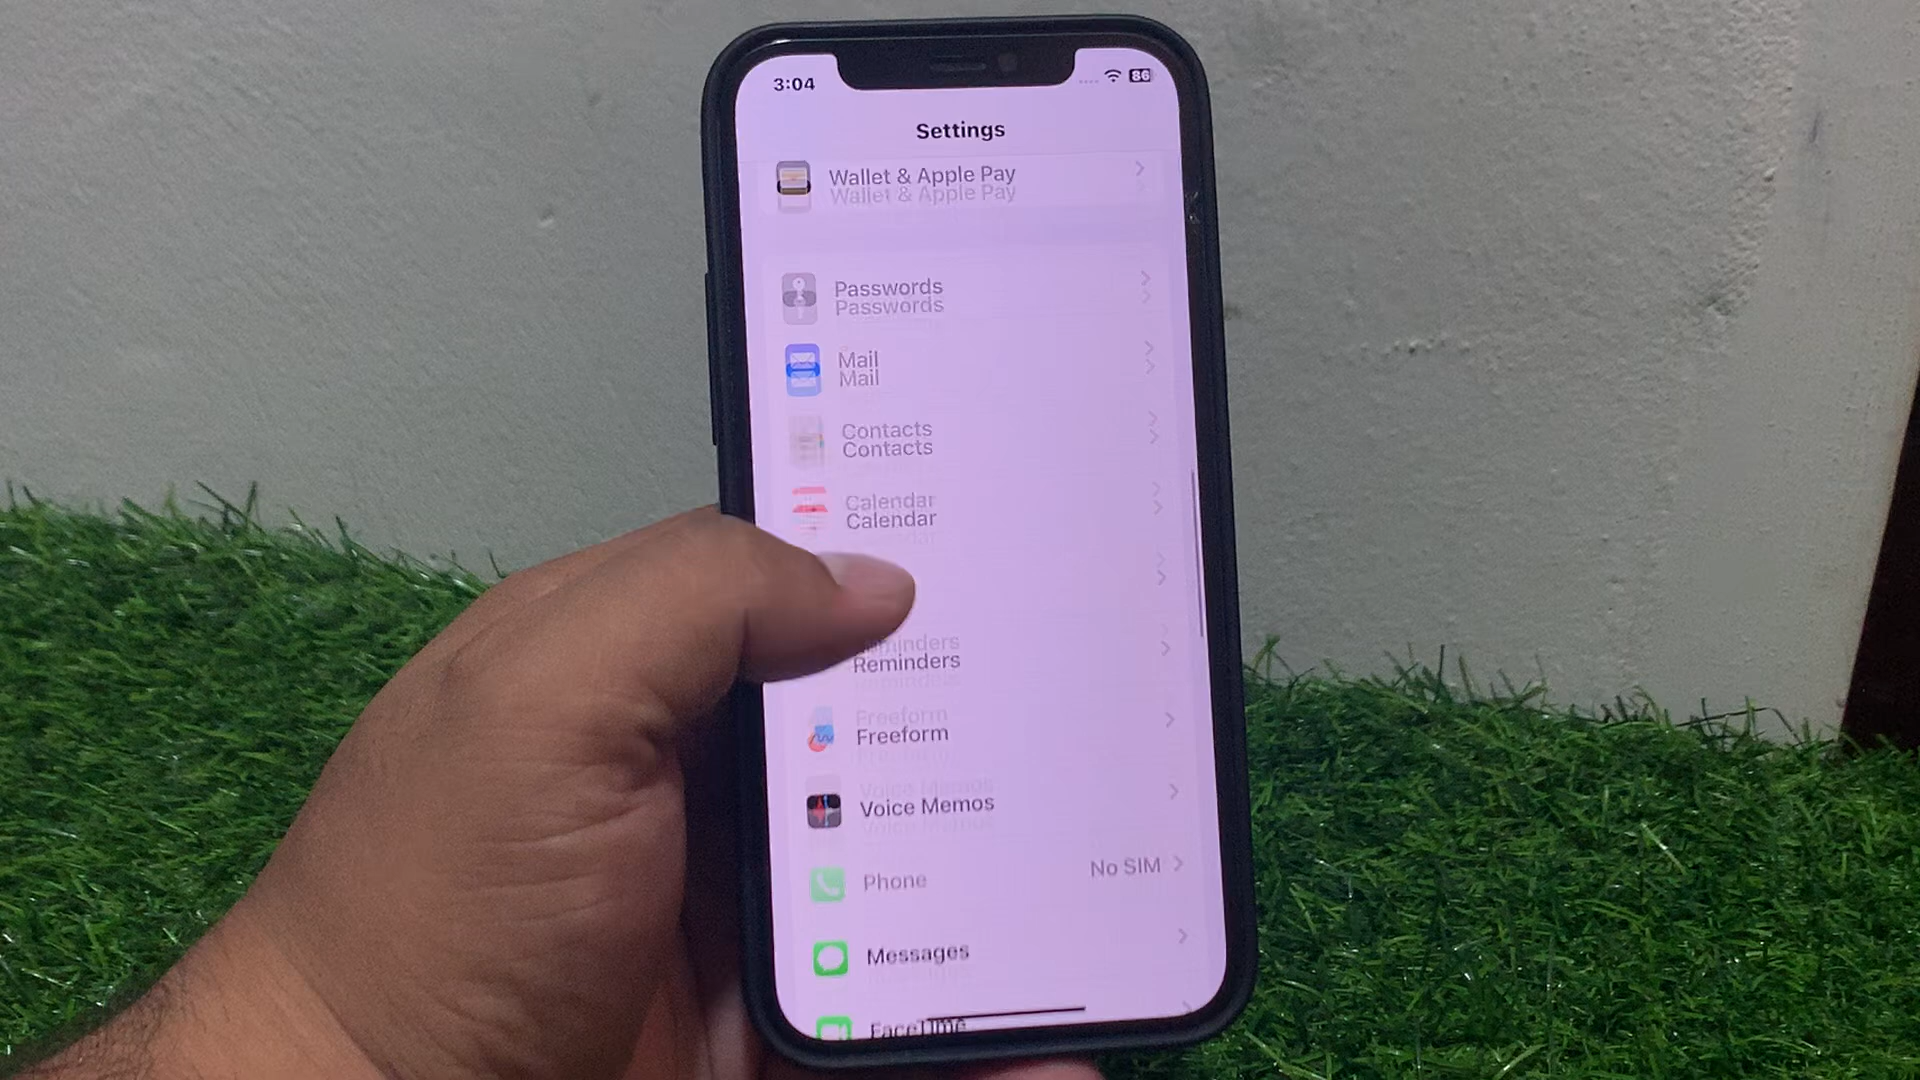 3:04
86
Settings
Wallet & Apple Pay
Passwords
Mail
Contacts
Calendar
Reminders
Freeform
Voice Memos
Phone No SIM
Messages
FaceTime